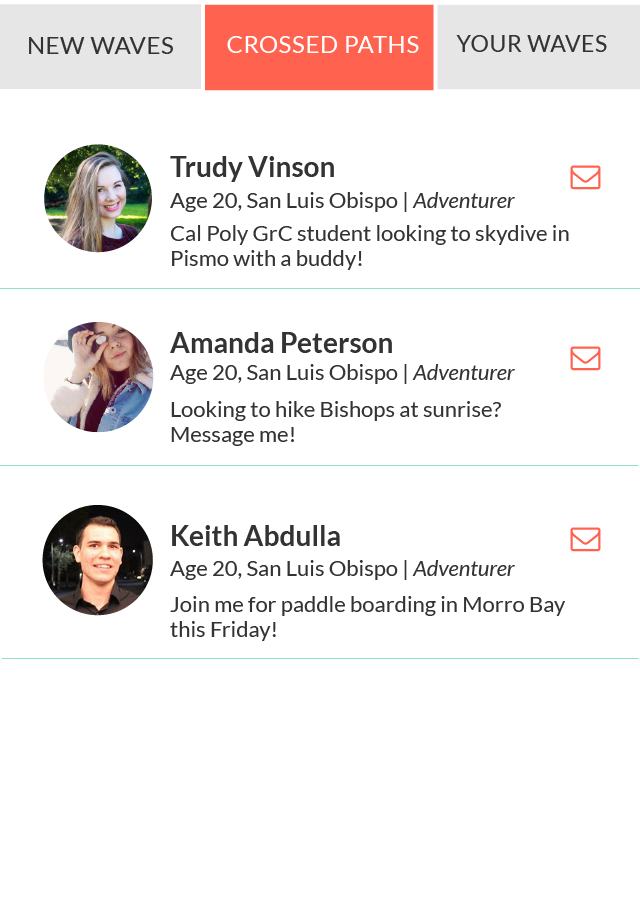 NEW WAVES CROSSED PATHS YOUR WAVES
Trudy Vinson
Age 20, San Luis Obispo | Adventurer
Cal Poly GrC student looking to skydive in
Pismo with a buddy!
Amanda Peterson
Age 20, San Luis Obispo | Adventurer
Looking to hike Bishops at sunrise?
Message me!
Keith Abdulla
Age 20, San Luis Obispo | Adventurer
Join me for paddle boarding in Morro Bay
this Friday!